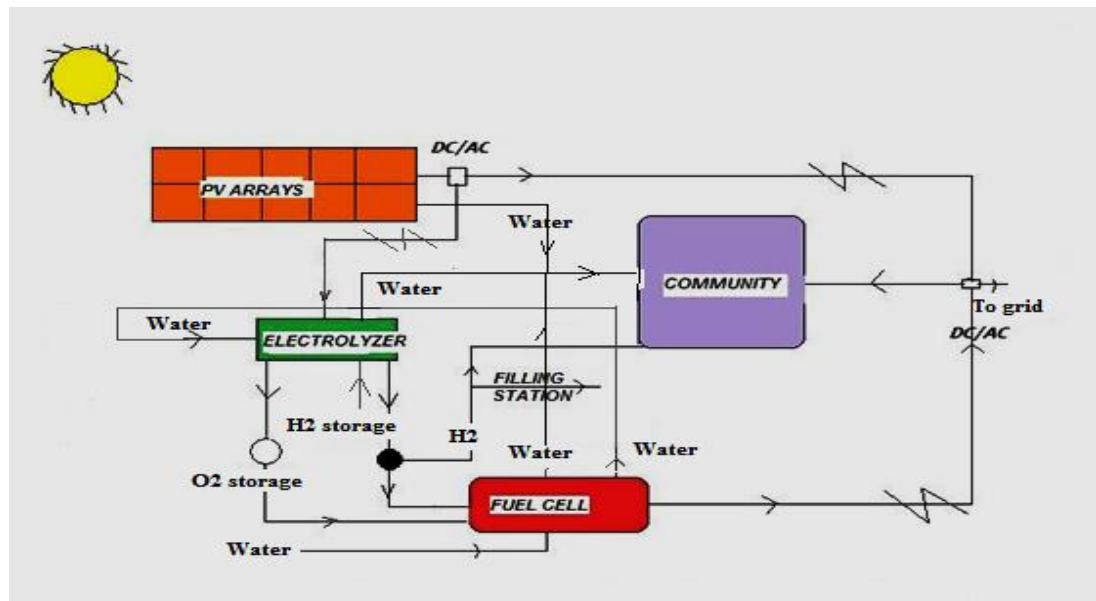 DC/AC
PV ARRAYS
Water
COMMUNITY
Water
To grid
Water
ELECTROLYZER
DC/AC
FILLING
STATION
H2 storage
H2
Water
Water
O2 storage
FUEL CELL
Water